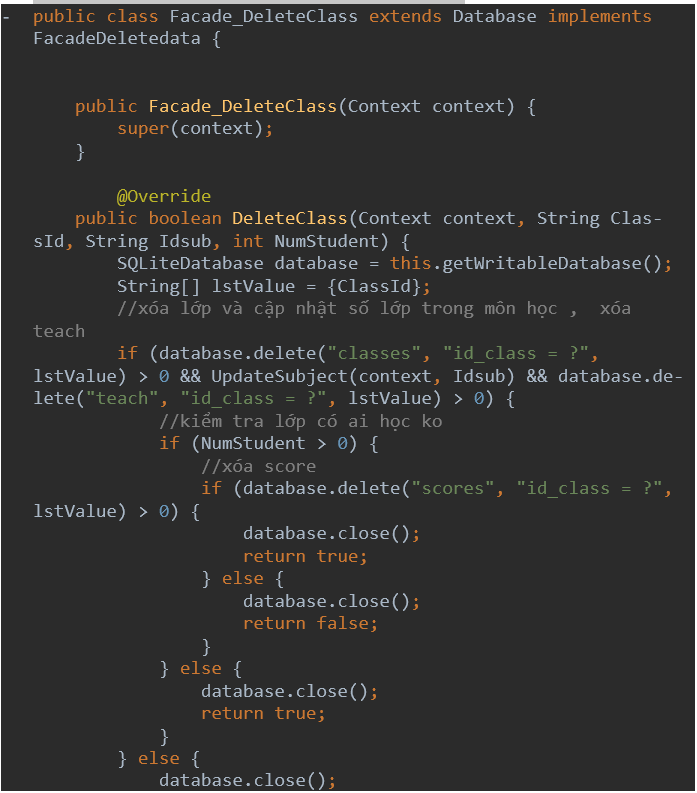 public class Facade_DeleteClass extends Database implements
FacadeDeletedata {
public Facade_DeleteClass(Context context) {
super(context);
}
@Override
public boolean DeleteClass(Context context, String Clas-
sId, String Idsub, int NumStudent) {
SQLiteDatabase database = this.getWritableDatabase();
String[] lstValue = {ClassId};
//xóa lớp và cập nhật số lớp trong môn học ,  xóa
teach
if (database.delete("classes", "id_class = ?",
lstValue) > 0 && UpdateSubject(context, Idsub) && database.de-
lete("teach", "id_class = ?", lstValue) > 0) {
//kiểm tra lớp có ai học ko
if (NumStudent > 0) {
//xóa score
if (database.delete("scores", "id_class = ?",
lstValue) > 0) {
database.close();
return true;
} else {
database.close();
return false;
}
} else {
database.close();
return true;
}
} else {
database.close();